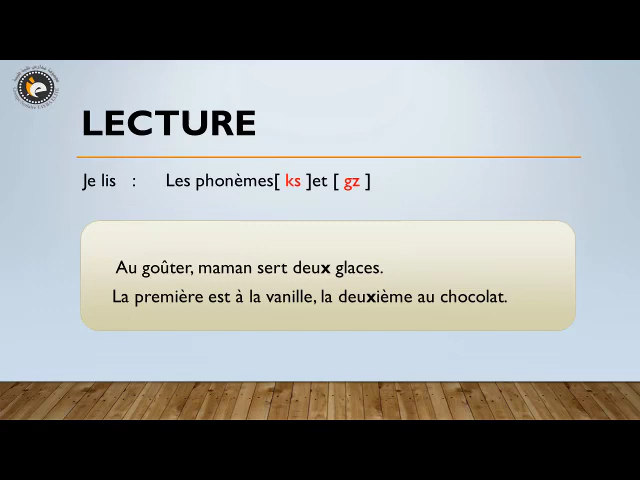 LECTURE
Je lis : Les phonèmes[ ks ]et [ gz ]
Au goûter, maman sert deux glaces.
La première est à la vanille, la deuxième au chocolat.